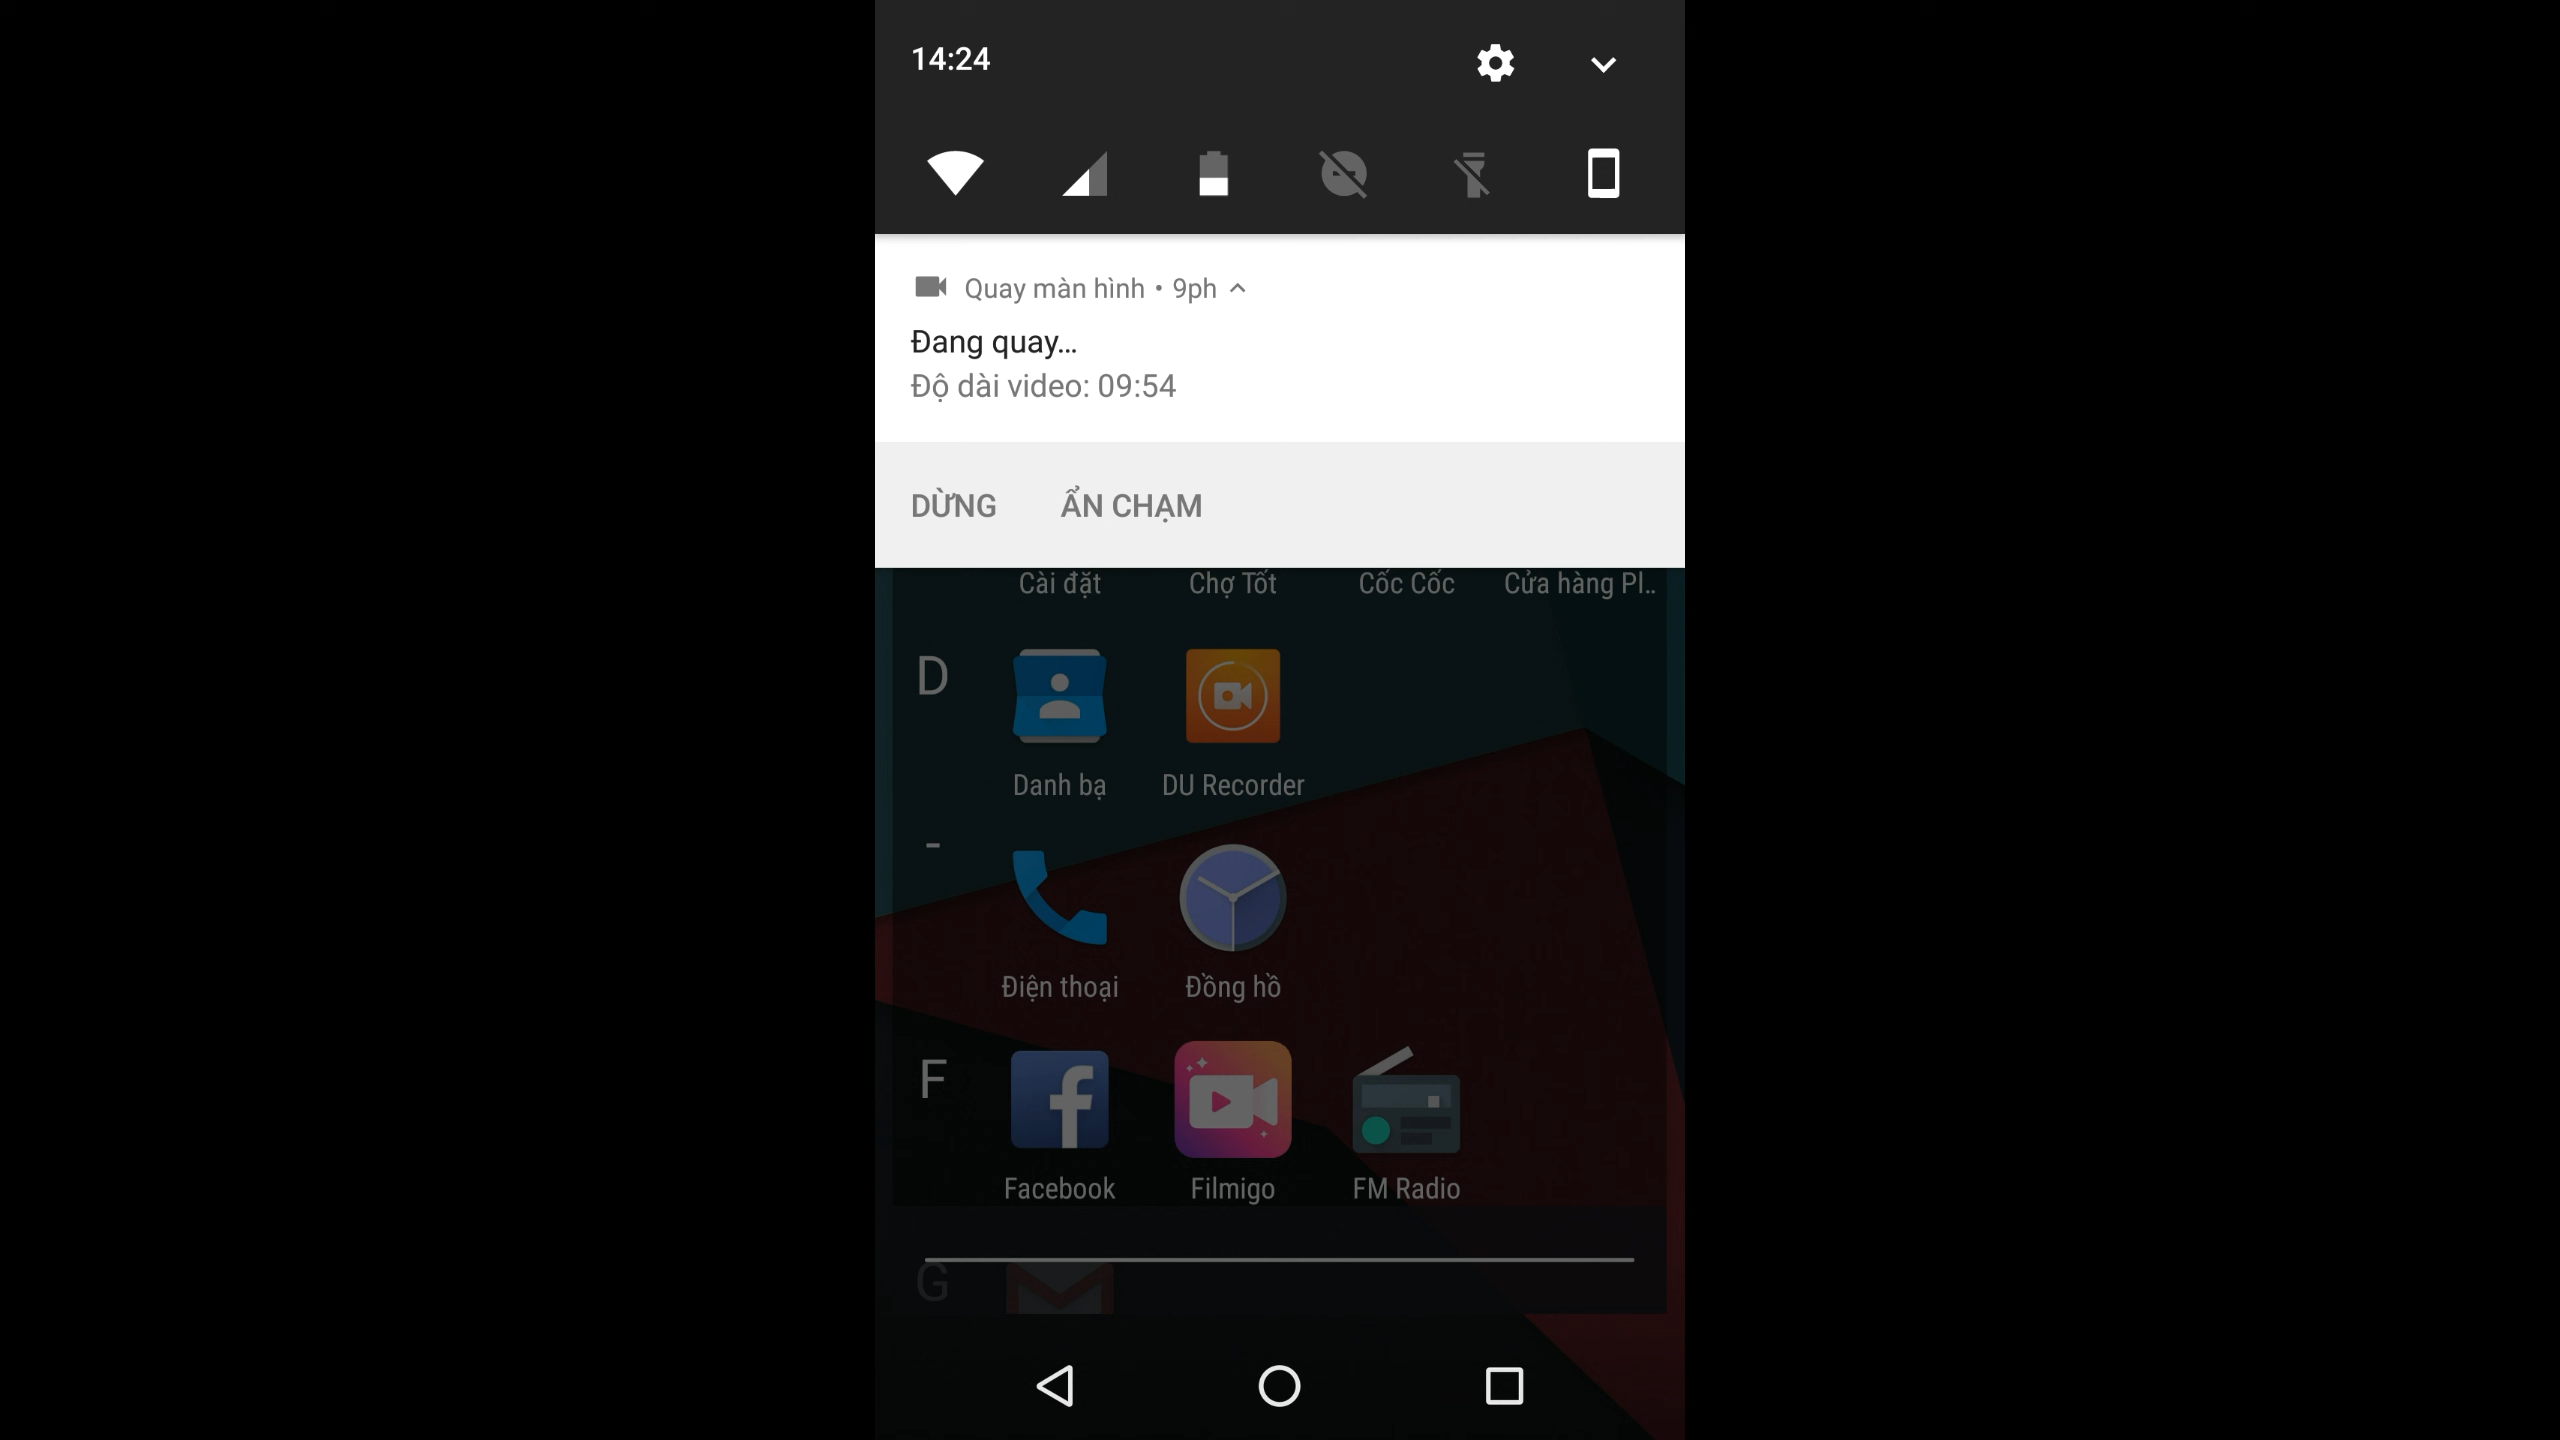 14:24
Quay màn hình • 9ph
Đang quay...
Độ dài video: 09:54
DỪNG ẨN CHẠM
Cài đặt Chợ Tốt Cốc Cốc Cửa hàng Pl..
D
Danh bạ DU Recorder
-
Điện thoại Đồng hồ
F
Facebook Filmigo FM Radio
G